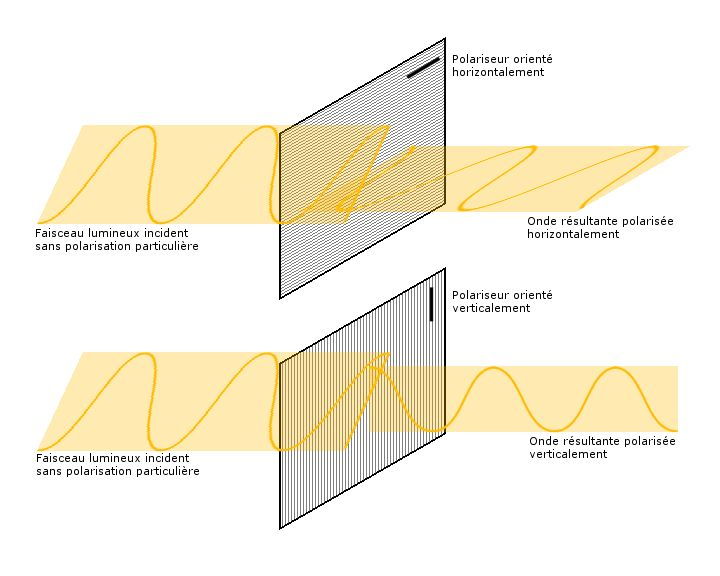 Polariseur orienté
horizontalement
Faisceau lumineux incident
sans polarisation particulière
Onde résultante polarisée
horizontalement
Polariseur orienté
verticalement
Faisceau lumineux incident
sans polarisation particulière
Onde résultante polarisée
verticalement